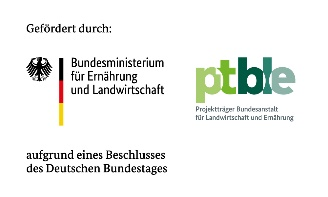 Gefördert durch:
Bundesministerium
für Ernährung
und Landwirtschaft
ptble
Projektträger Bundesanstalt
für Landwirtschaft und Ernährung
aufgrund eines Beschlusses
des Deutschen Bundestages